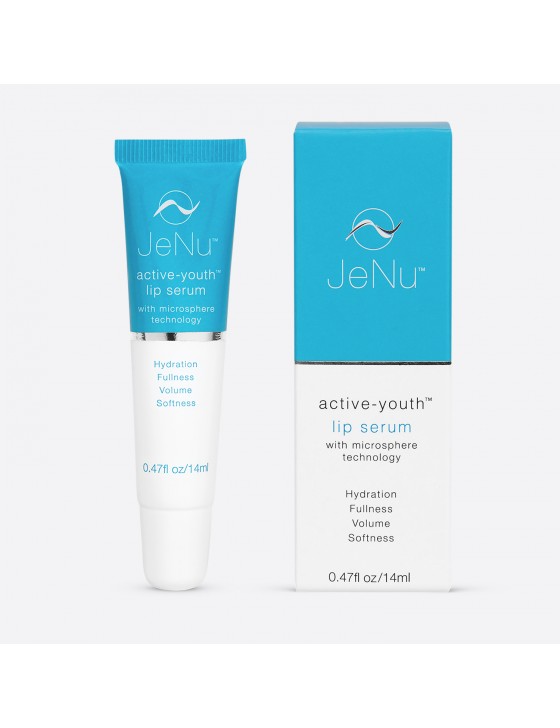 JeNu™
active-youth™
lip serum
with microsphere
technology
Hydration
Fullness
Volume
Softness
0.47fl oz/14ml
JeNu™
active-youth™
lip serum
with microsphere
technology
Hydration
Fullness
Volume
Softness
0.47fl oz/14ml